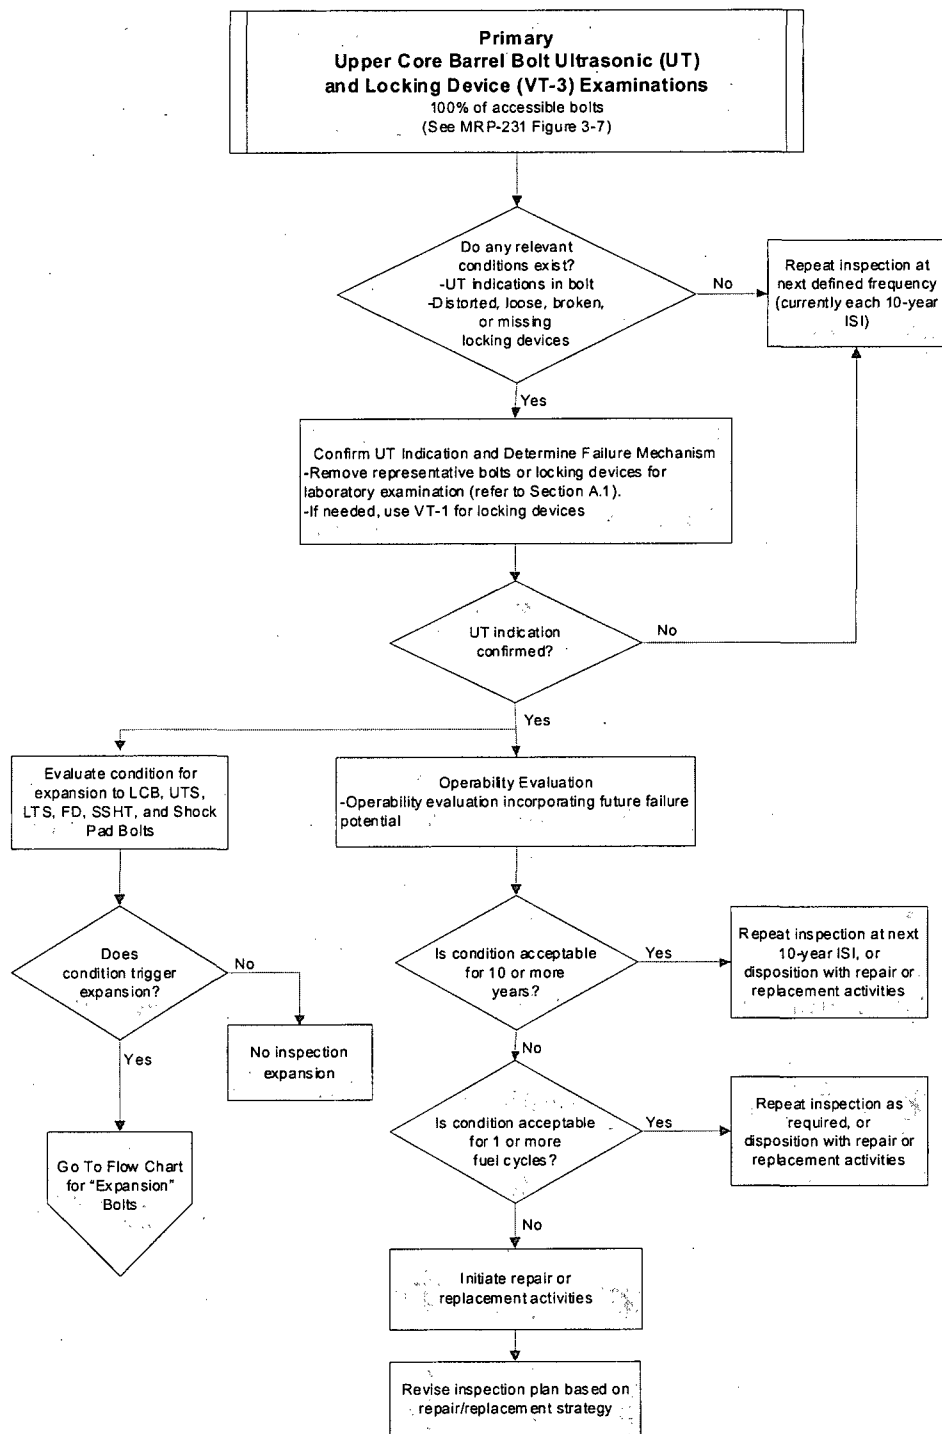 Primary
Upper Core Barrel Bolt Ultrasonic (UT)
and Locking Device (VT-3) Examinations
100% of accessible bolts
(See MRP-231 Figure 3-7)
Do any relevant
conditions exist?
-UT indications in bolt
-Distorted, loose, broken,
or missing
locking devices
No
Repeat inspection at
next defined frequency
(currently each 10-year
ISI)
Yes
Confirm UT Indication and Determine Failure Mechanism
-Remove representative bolts or locking devices for
laboratory examination (refer to Section A.1).
-If needed, use VT-1 for locking devices
UT indication
confirmed?
No
Yes
Evaluate condition for
expansion to LCB, UTS,
LTS, FD, SSHT, and Shock
Pad Bolts
Operability Evaluation
-Operability evaluation incorporating future failure
potential
Does
condition trigger
expansion?
No
No inspection
expansion
Yes
Go To Flow Chart
for "Expansion"
Bolts
Is condition acceptable
for 10 or more
years?
Yes
Repeat inspection at next
10-year ISI, or
disposition with repair or
replacement activities
No
Is condition acceptable
for 1 or more
fuel cycles?
Yes
Repeat inspection as
required, or
disposition with repair or
replacement activities
No
Initiate repair or
replacement activities
Revise inspection plan based on
repair/replacement strategy